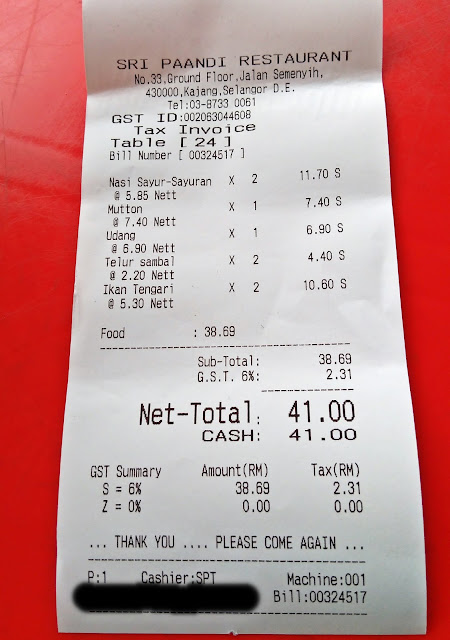 SRI PAANDI RESTAURANT
No.33,Ground Floor,Jalan Semenyih,
430000,Kajang,Selangor D.E.
Tel:03-8733 0061
GST ID:002063044608
Tax Invoice
Table [ 24 ]
Bill Number [ 00324517 ]
Nasi Sayur-Sayuran X 2 11.70 S
@ 5.85 Nett
Mutton X 1 7.40 S
@ 7.40 Nett
Udang X 1 6.90 S
@ 6.90 Nett
Telur sambal X 2 4.40 S
@ 2.20 Nett
Ikan Tengari X 2 10.60 S
@ 5.30 Nett
Food : 38.69
Sub-Total: 38.69
G.S.T. 6%: 2.31
Net-Total: 41.00
CASH: 41.00
GST Summary Amount(RM) Tax(RM)
S = 6% 38.69 2.31
Z = 0% 0.00 0.00
... THANK YOU .... PLEASE COME AGAIN ...
P:1 Cashier:SPT Machine:001
Bill:00324517